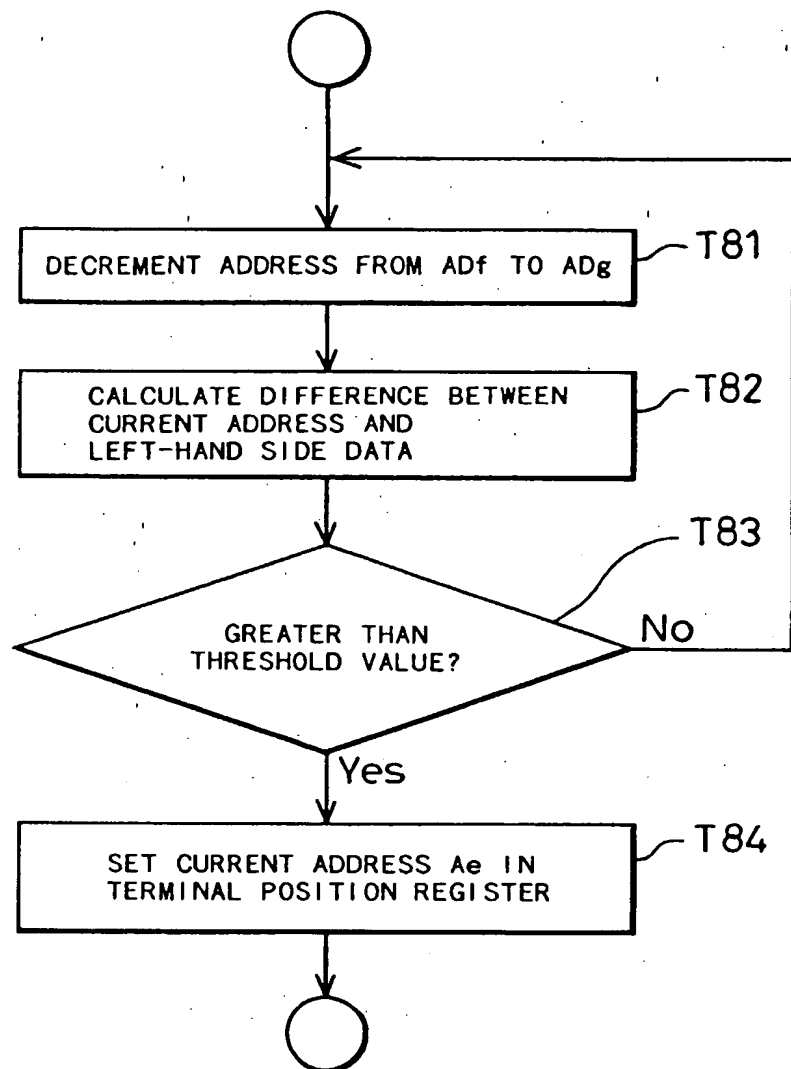 DECREMENT ADDRESS FROM ADf TO ADg
T81
CALCULATE DIFFERENCE BETWEEN
CURRENT ADDRESS AND
LEFT-HAND SIDE DATA
T82
T83
GREATER THAN
THRESHOLD VALUE?
No
Yes
SET CURRENT ADDRESS Ae IN
TERMINAL POSITION REGISTER
T84